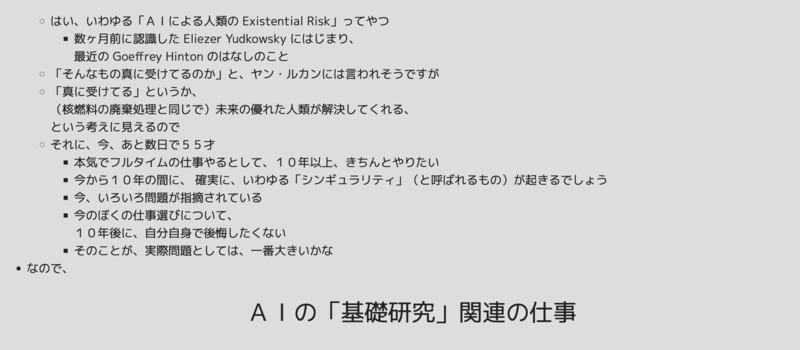 はい、いわゆる「ＡＩによる人類の Existential Risk」ってやつ
数ヶ月前に認識した Eliezer Yudkowsky にはじまり、
最近の Goeffrey Hinton のはなしのこと
「そんなもの真に受けてるのか」と、ヤン・ルカンには言われそうですが
「真に受けてる」というか、
（核燃料の廃棄処理と同じで）未来の優れた人類が解決してくれる、
という考えに見えるので
それに、今、あと数日で５５才
本気でフルタイムの仕事やるとして、１０年以上、きちんとやりたい
今から１０年の間に、 確実に、いわゆる「シンギュラリティ」（と呼ばれるもの）が起きるでしょう
今、いろいろ問題が指摘されている
今のぼくの仕事選びについて、
１０年後に、自分自身で後悔したくない
そのことが、実際問題としては、一番大きいかな
なので、
ＡＩの「基礎研究」関連の仕事